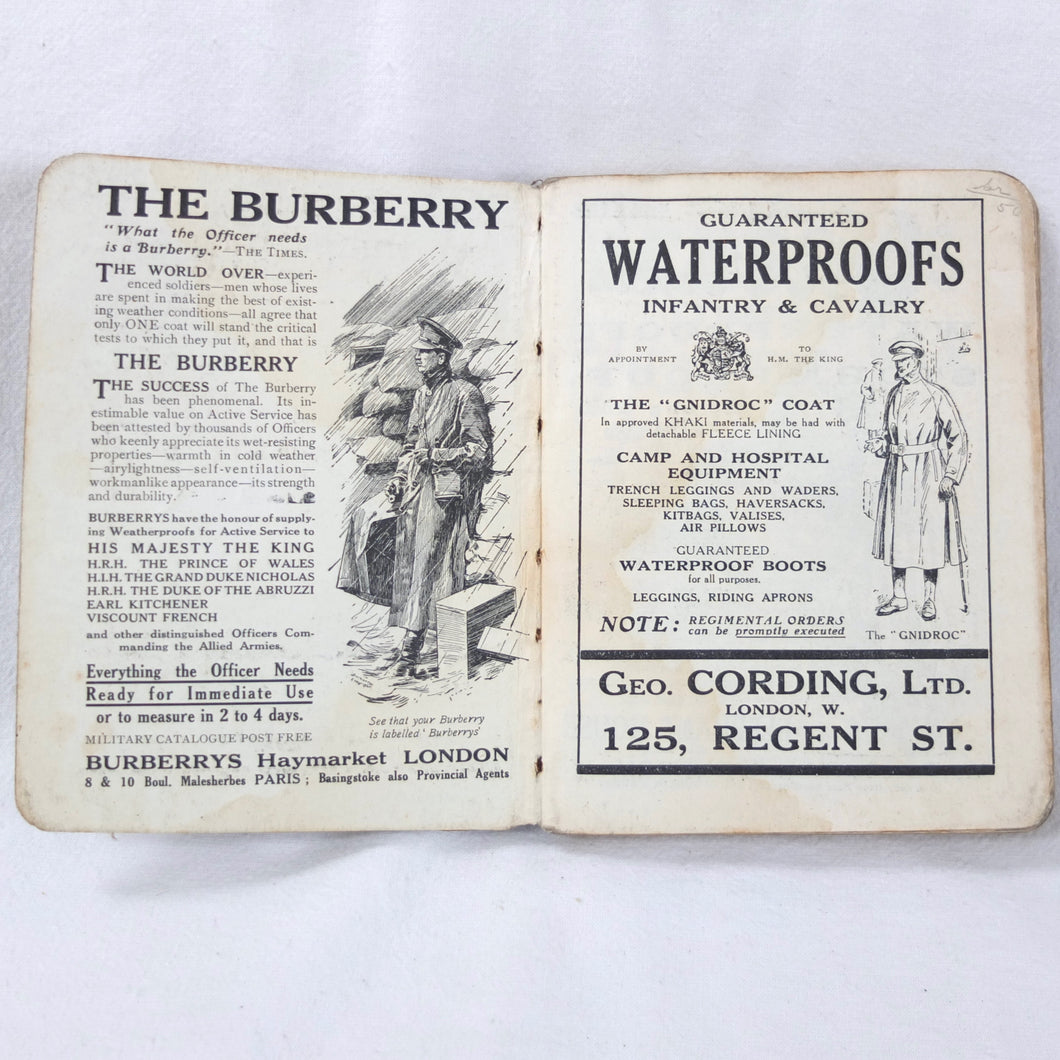 THE BURBERRY
"What the Officer needs
is a Burberry."—THE TIMES.
THE WORLD OVER—experi-
enced soldiers—men whose lives
are spent in making the best of exist-
ing weather conditions—all agree that
only ONE coat will stand the critical
tests to which they put it, and that is
THE BURBERRY
THE SUCCESS of The Burberry
has been phenomenal. Its in-
estimable value on Active Service has
been attested by thousands of Officers
who keenly appreciate its wet-resisting
properties—warmth in cold weather
—airylightness—self-ventilation—
workmanlike appearance—its strength
and durability.
BURBERRYS have the honour of supply-
ing Weatherproofs for Active Service to
HIS MAJESTY THE KING
H.R.H. THE PRINCE OF WALES
H.I.H. THE GRAND DUKE NICHOLAS
H.R.H. THE DUKE OF THE ABRUZZI
EARL KITCHENER
VISCOUNT FRENCH
and other distinguished Officers Com-
manding the Allied Armies.
Everything the Officer Needs
Ready for Immediate Use
or to measure in 2 to 4 days.
MILITARY CATALOGUE POST FREE
See that your Burberry
is labelled 'Burberrys'
BURBERRYS Haymarket LONDON
8 & 10 Boul. Malesherbes PARIS; Basingstoke also Provincial Agents
GUARANTEED
WATERPROOFS
INFANTRY & CAVALRY
BY APPOINTMENT TO H.M. THE KING
THE "GNIDROC" COAT
In approved KHAKI materials, may be had with
detachable FLEECE LINING
CAMP AND HOSPITAL
EQUIPMENT
TRENCH LEGGINGS AND WADERS,
SLEEPING BAGS, HAVERSACKS,
KITBAGS, VALISES,
AIR PILLOWS
GUARANTEED
WATERPROOF BOOTS
for all purposes.
LEGGINGS, RIDING APRONS
NOTE: REGIMENTAL ORDERS
can be promptly executed
The "GNIDROC"
GEO. CORDING, LTD.
LONDON, W.
125, REGENT ST.